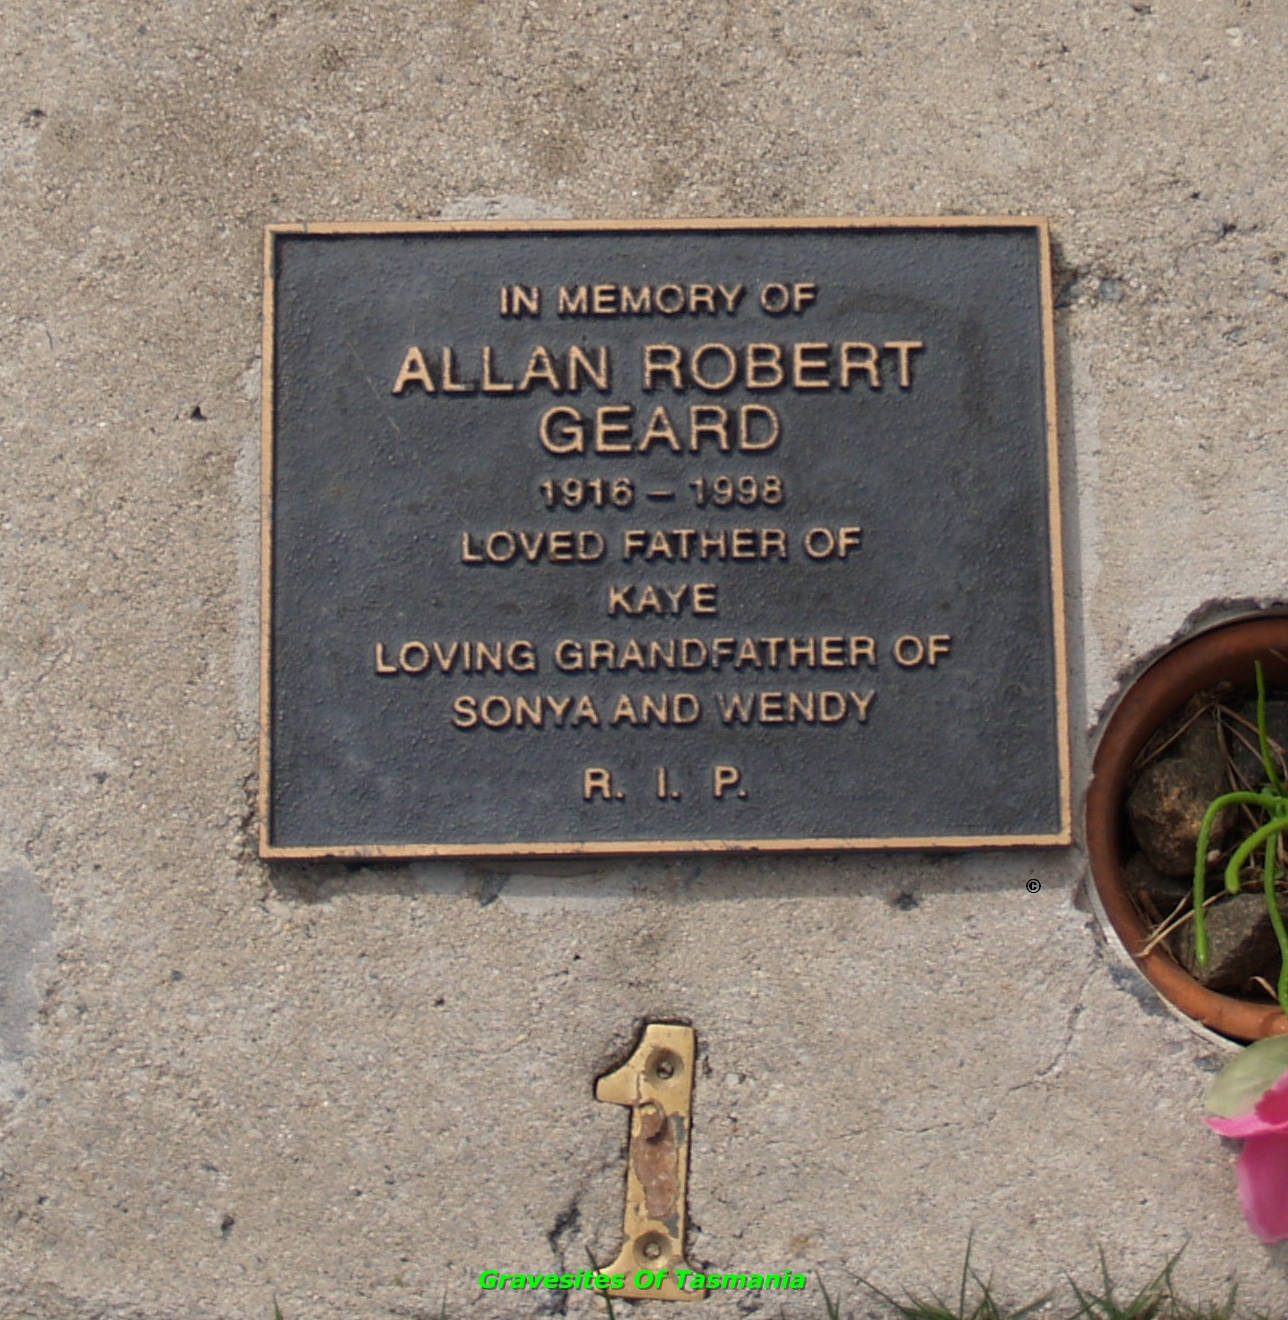 IN MEMORY OF
ALLAN ROBERT
GEARD
1916 – 1998
LOVED FATHER OF
KAYE
LOVING GRANDFATHER OF
SONYA AND WENDY
R. I. P.
©
1
Gravesites Of Tasmania